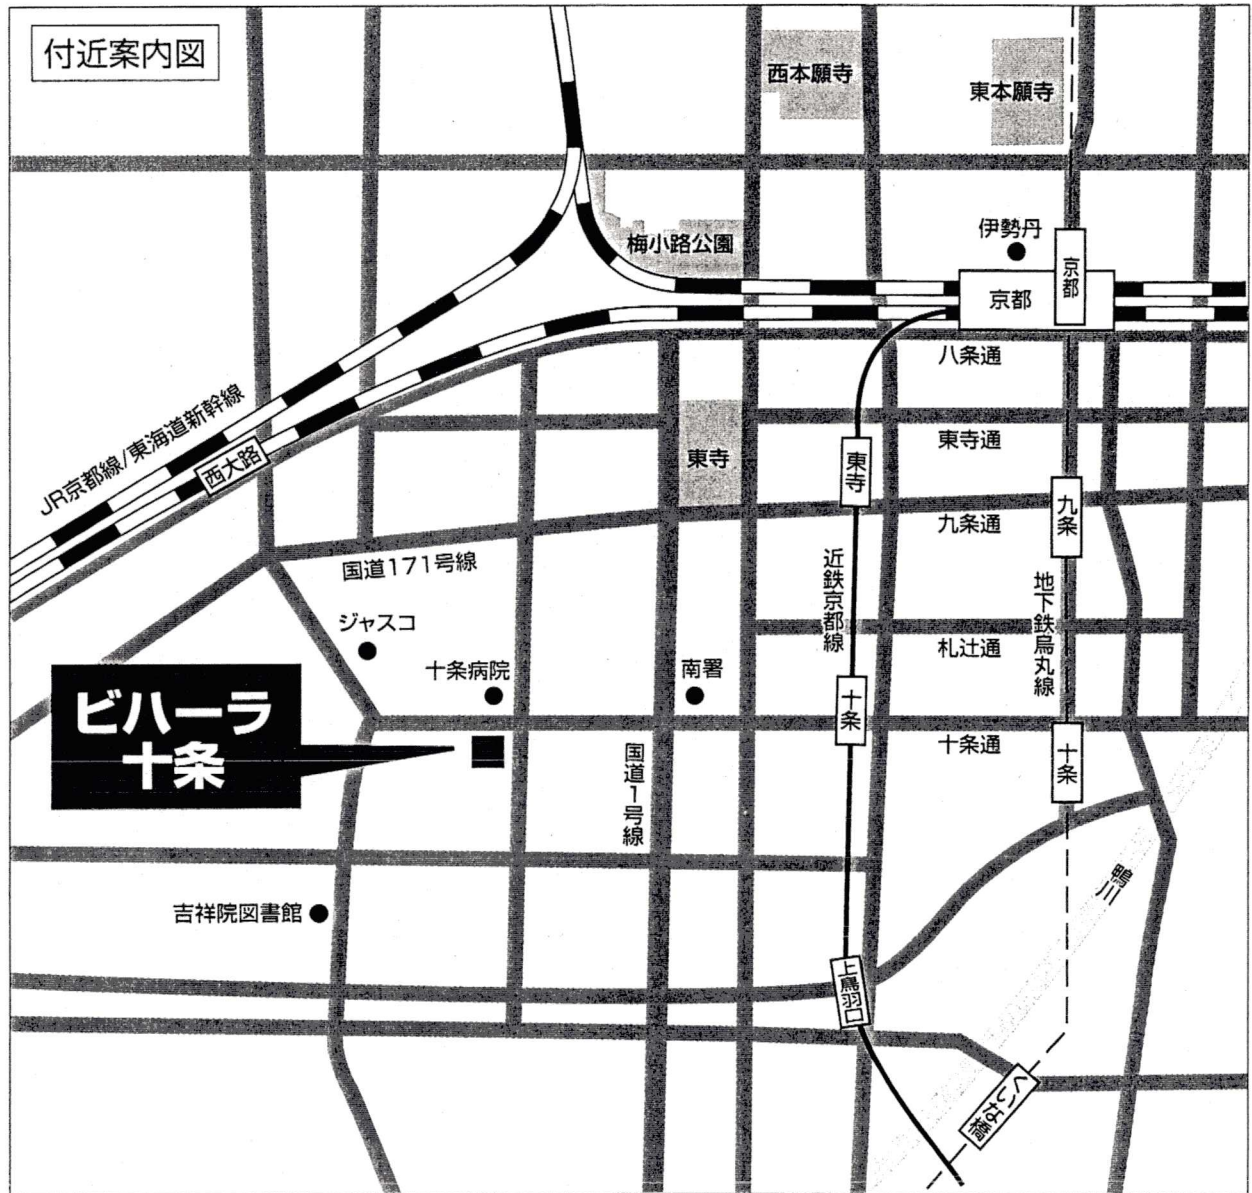 付近案内図
西本願寺
東本願寺
梅小路公園
伊勢丹
京都
京都
八条通
JR京都線/東海道新幹線
西大路
東寺
東寺
東寺通
九条通
九条
国道171号線
近鉄京都線
地下鉄烏丸線
ジャスコ
札辻通
十条病院
南署
ビハーラ
十条
十条
十条通
十条
国道1号線
鴨川
吉祥院図書館
上鳥羽口
くいな橋